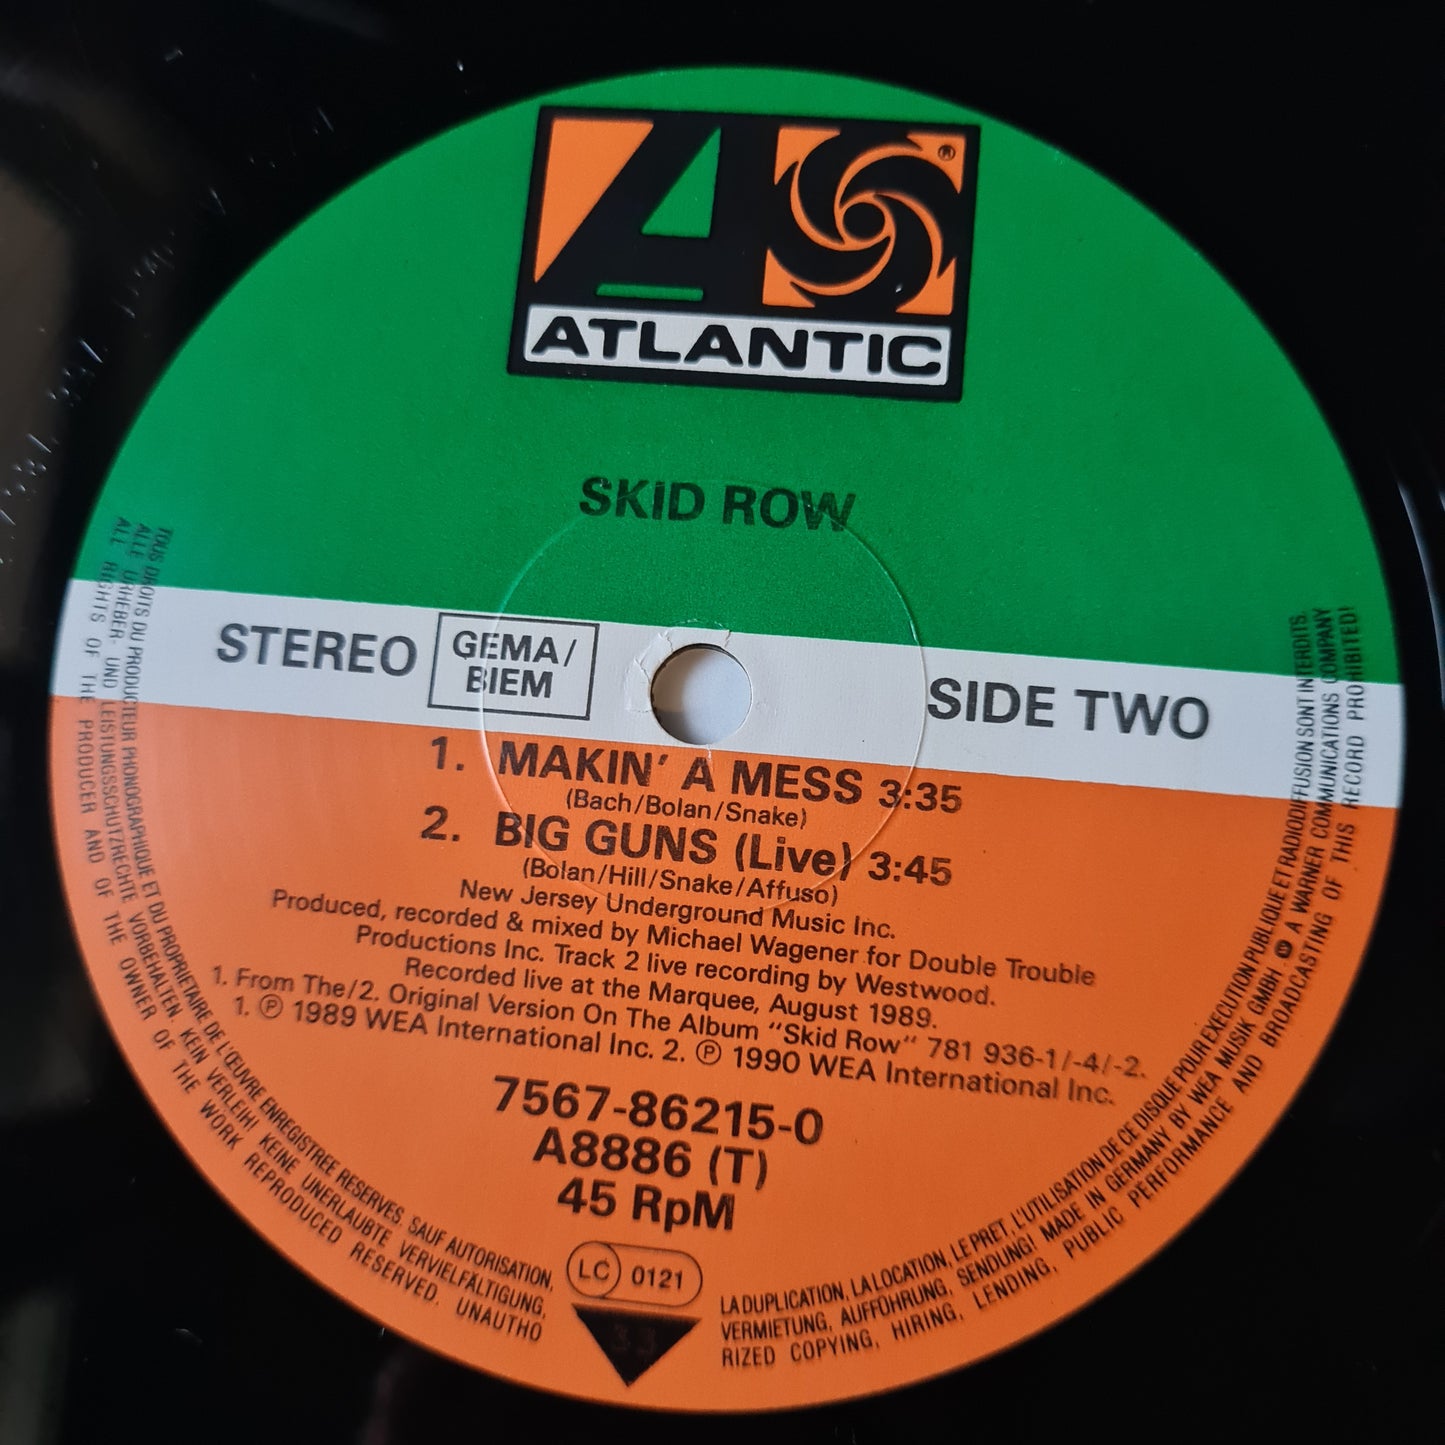 ®
ATLANTIC
SKID ROW
STEREO
GEMA/
BIEM
SIDE TWO
1. MAKIN' A MESS 3:35
(Bach/Bolan/Snake)
2. BIG GUNS (Live) 3:45
(Bolan/Hill/Snake/Affuso)
New Jersey Underground Music Inc.
Produced, recorded & mixed by Michael Wagener for Double Trouble
Productions Inc. Track 2 live recording by Westwood.
Recorded live at the Marquee, August 1989.
1. From The/2. Original Version On The Album "Skid Row" 781 936-1/-4/-2.
1. ℗ 1989 WEA International Inc. 2. ℗ 1990 WEA International Inc.
7567-86215-0
A8886 (T)
45 RpM
LC 0121
33
TOUS DROITS DU PRODUCTEUR PHONOGRAPHIQUE ET DU PROPRIETAIRE DE L'ŒUVRE ENREGISTREE RESERVES. SAUF AUTORISATION,
LA DUPLICATION, LA LOCATION, LE PRET, L'UTILISATION DE CE DISQUE POUR EXECUTION PUBLIQUE ET RADIODIFFUSION SONT INTERDITS.
ALLE URHEBER- UND LEISTUNGSSCHUTZRECHTE VORBEHALTEN. KEIN VERLEIH! KEINE UNERLAUBTE VERVIELFÄLTIGUNG,
VERMIETUNG, AUFFÜHRUNG, SENDUNG! MADE IN GERMANY BY WEA MUSIK GMBH A WARNER COMMUNICATIONS COMPANY
ALL RIGHTS OF THE PRODUCER AND OF THE OWNER OF THE WORK REPRODUCED RESERVED. UNAUTHO
RIZED COPYING, HIRING, LENDING, PUBLIC PERFORMANCE AND BROADCASTING OF THIS RECORD PROHIBITED!